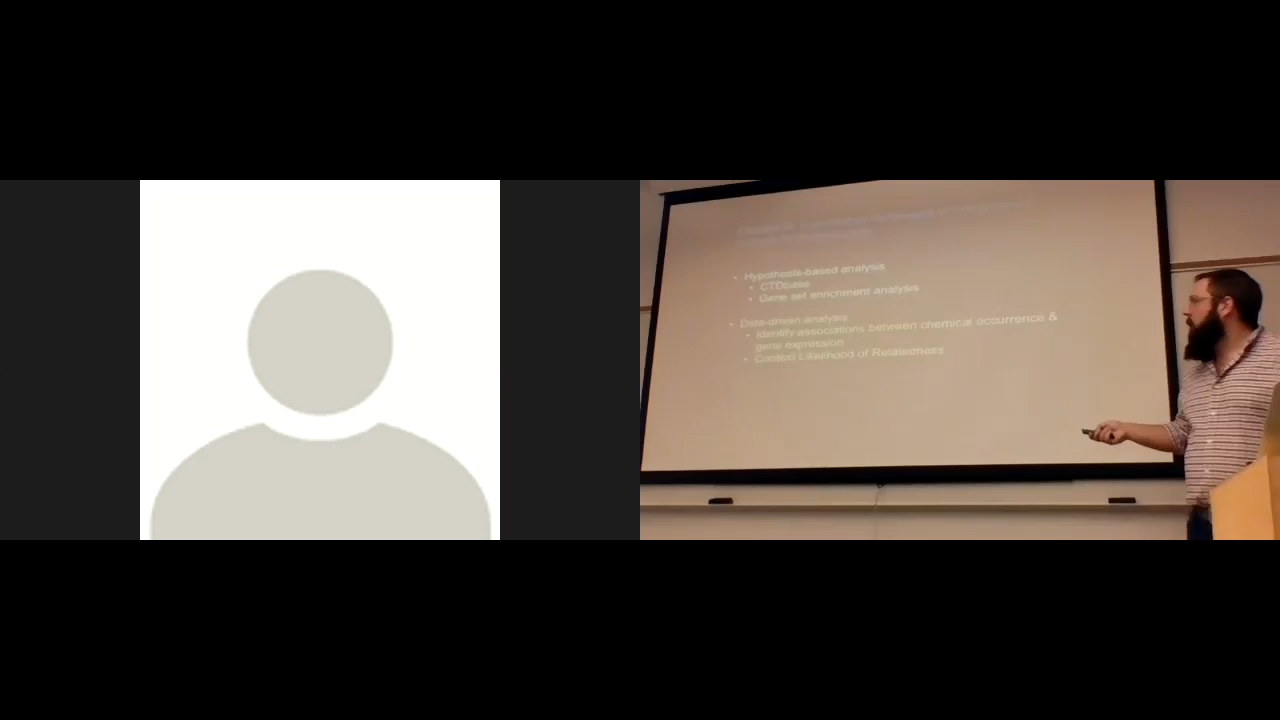 • Hypothesis-based analysis
• CTDbase
• Gene set enrichment analysis
• Data-driven analysis
• Identify associations between chemical occurrence &
gene expression
• Context Likelihood of Relatedness